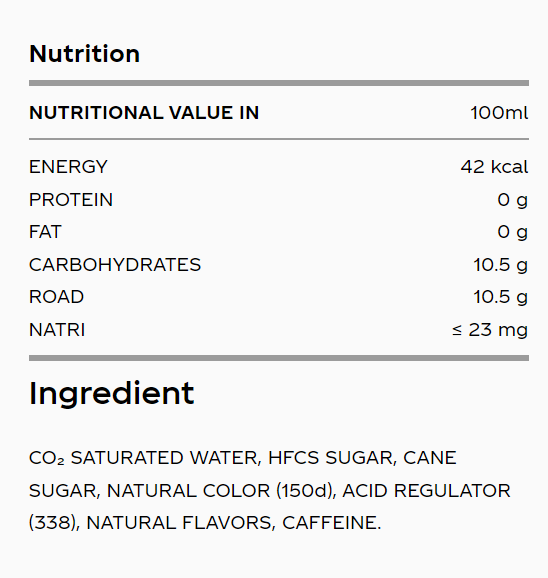 Nutrition
NUTRITIONAL VALUE IN 100ml
ENERGY 42 kcal
PROTEIN 0 g
FAT 0 g
CARBOHYDRATES 10.5 g
ROAD 10.5 g
NATRI ≤ 23 mg
Ingredient
CO₂ SATURATED WATER, HFCS SUGAR, CANE
SUGAR, NATURAL COLOR (150d), ACID REGULATOR
(338), NATURAL FLAVORS, CAFFEINE.